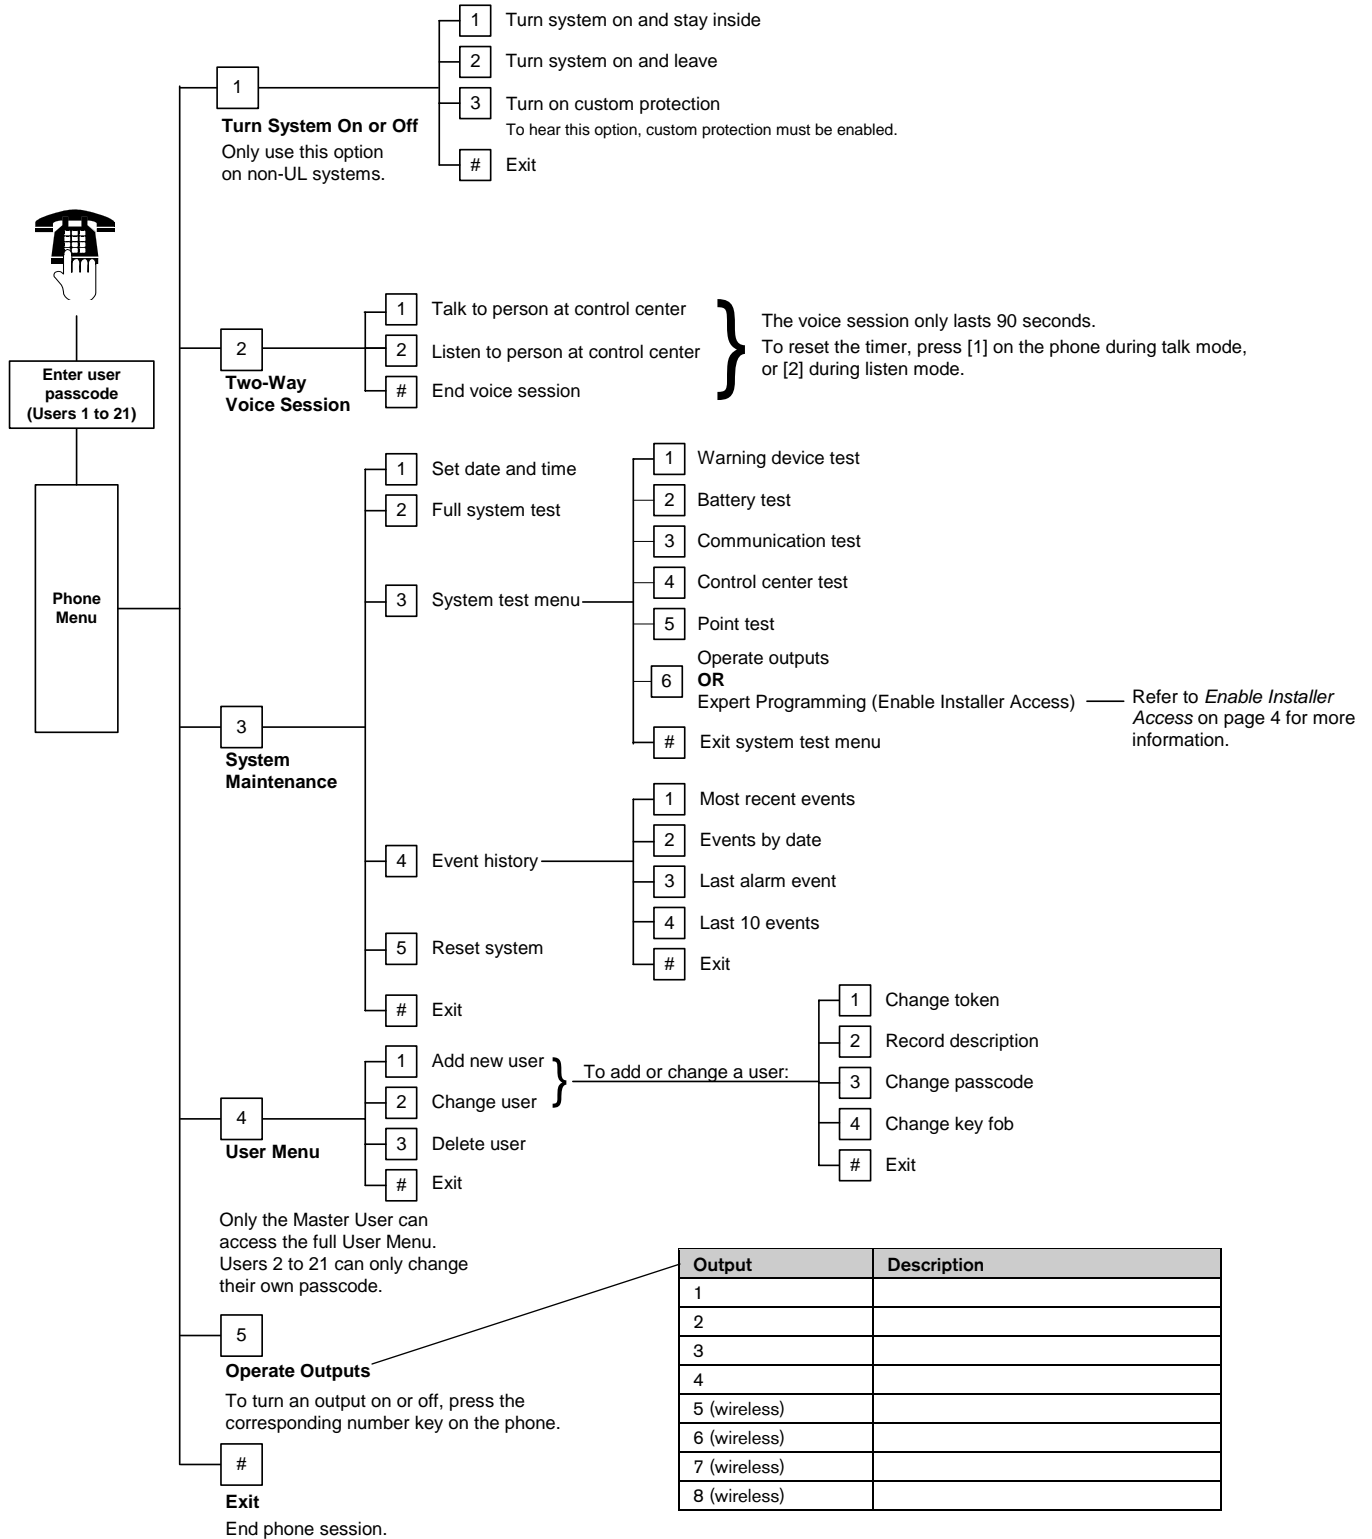 1 Turn system on and stay inside
2 Turn system on and leave
1
3 Turn on custom protection
To hear this option, custom protection must be enabled.
Turn System On or Off
Only use this option
on non-UL systems.
# Exit
Enter user
passcode
(Users 1 to 21)
Phone
Menu
2
Two-Way
Voice Session
1 Talk to person at control center
2 Listen to person at control center
# End voice session
}
The voice session only lasts 90 seconds.
To reset the timer, press [1] on the phone during talk mode,
or [2] during listen mode.
3
System
Maintenance
1 Set date and time
2 Full system test
3 System test menu
1 Warning device test
2 Battery test
3 Communication test
4 Control center test
5 Point test
6
Operate outputs
OR
Expert Programming (Enable Installer Access)
Refer to Enable Installer
Access on page 4 for more
information.
# Exit system test menu
4 Event history
1 Most recent events
2 Events by date
3 Last alarm event
4 Last 10 events
# Exit
5 Reset system
# Exit
4
User Menu
1 Add new user
2 Change user
}
To add or change a user:
1 Change token
2 Record description
3 Change passcode
4 Change key fob
# Exit
3 Delete user
# Exit
Only the Master User can
access the full User Menu.
Users 2 to 21 can only change
their own passcode.
5
Operate Outputs
To turn an output on or off, press the
corresponding number key on the phone.
Output Description
1
2
3
4
5 (wireless)
6 (wireless)
7 (wireless)
8 (wireless)
#
Exit
End phone session.